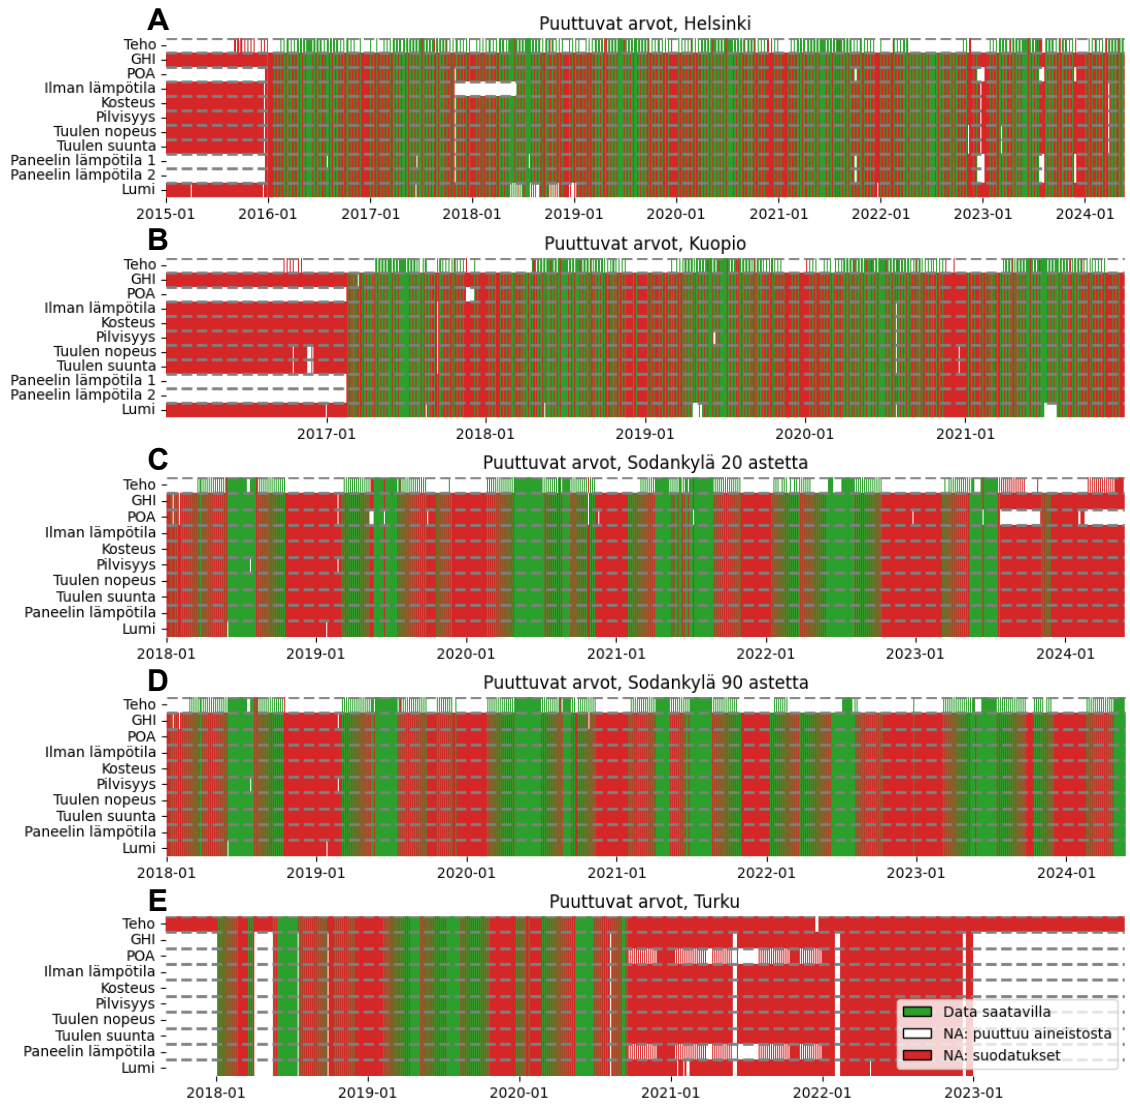 A
Puuttuvat arvot, Helsinki
Teho
GHI
POA
Ilman lämpötila
Kosteus
Pilvisyys
Tuulen nopeus
Tuulen suunta
Paneelin lämpötila 1
Paneelin lämpötila 2
Lumi
2015-01 2016-01 2017-01 2018-01 2019-01 2020-01 2021-01 2022-01 2023-01 2024-01
B
Puuttuvat arvot, Kuopio
Teho
GHI
POA
Ilman lämpötila
Kosteus
Pilvisyys
Tuulen nopeus
Tuulen suunta
Paneelin lämpötila 1
Paneelin lämpötila 2
Lumi
2017-01 2018-01 2019-01 2020-01 2021-01
C
Puuttuvat arvot, Sodankylä 20 astetta
Teho
GHI
POA
Ilman lämpötila
Kosteus
Pilvisyys
Tuulen nopeus
Tuulen suunta
Paneelin lämpötila
Lumi
2018-01 2019-01 2020-01 2021-01 2022-01 2023-01 2024-01
D
Puuttuvat arvot, Sodankylä 90 astetta
Teho
GHI
POA
Ilman lämpötila
Kosteus
Pilvisyys
Tuulen nopeus
Tuulen suunta
Paneelin lämpötila
Lumi
2018-01 2019-01 2020-01 2021-01 2022-01 2023-01 2024-01
E
Puuttuvat arvot, Turku
Teho
GHI
POA
Ilman lämpötila
Kosteus
Pilvisyys
Tuulen nopeus
Tuulen suunta
Paneelin lämpötila
Lumi
Data saatavilla
NA: puuttuu aineistosta
NA: suodatukset
2018-01 2019-01 2020-01 2021-01 2022-01 2023-01